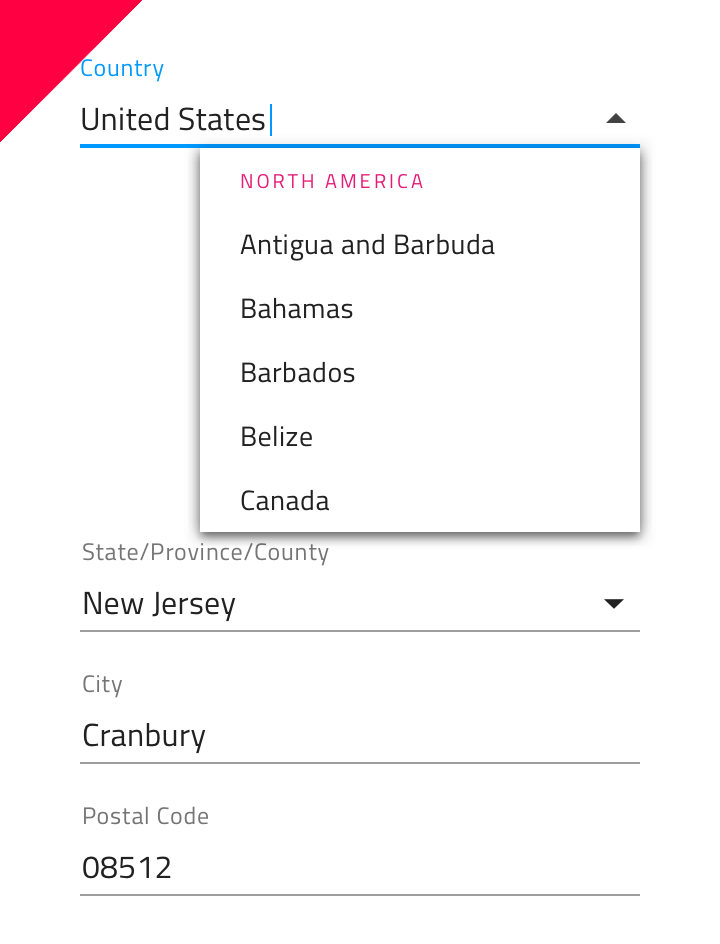 Country
United States
NORTH AMERICA
Antigua and Barbuda
Bahamas
Barbados
Belize
Canada
State/Province/County
New Jersey
City
Cranbury
Postal Code
08512